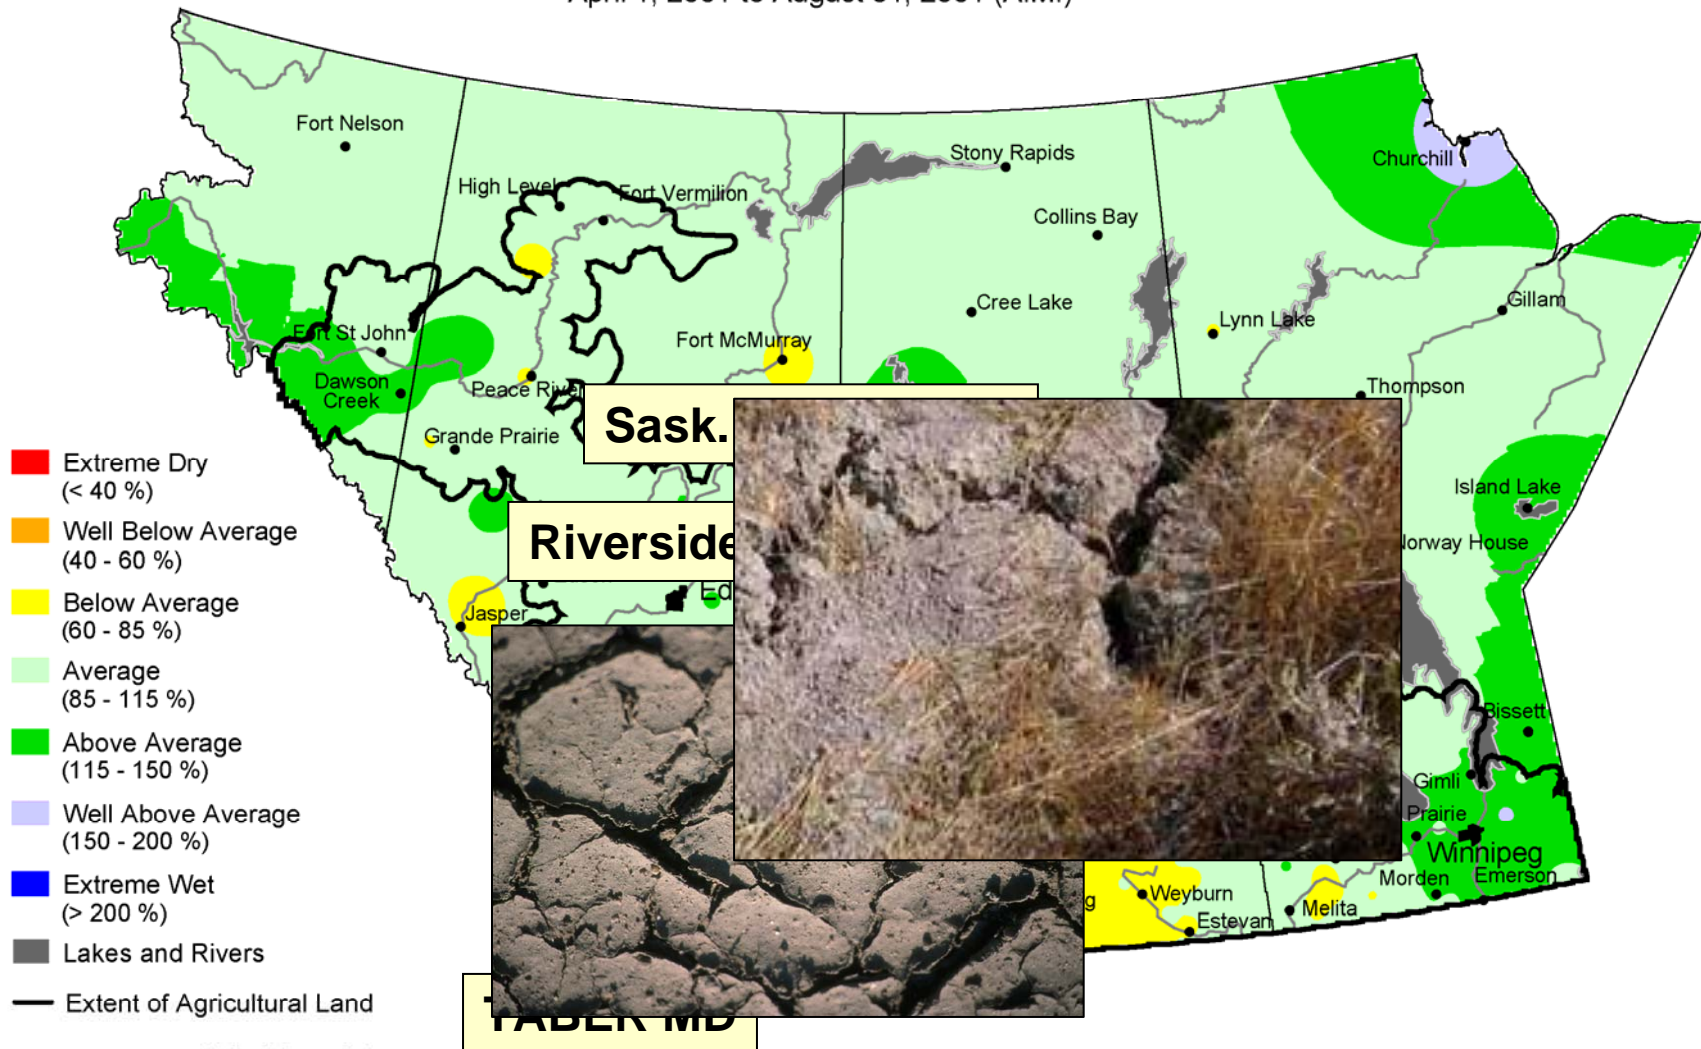 Fort Nelson
Stony Rapids
Churchill
High Level
Fort Vermilion
Collins Bay
Cree Lake
Gillam
Lynn Lake
Fort St John
Fort McMurray
Dawson
Creek
Peace River
Thompson
Sask.
Grande Prairie
Extreme Dry
(< 40 %)
Island Lake
Well Below Average
(40 - 60 %)
Riverside
Norway House
Below Average
(60 - 85 %)
Jasper
Average
(85 - 115 %)
Bissett
Above Average
(115 - 150 %)
Gimli
Well Above Average
(150 - 200 %)
Prairie
Winnipeg
Extreme Wet
(> 200 %)
Morden
Emerson
Weyburn
Melita
Estevan
Lakes and Rivers
Extent of Agricultural Land
TABER MD